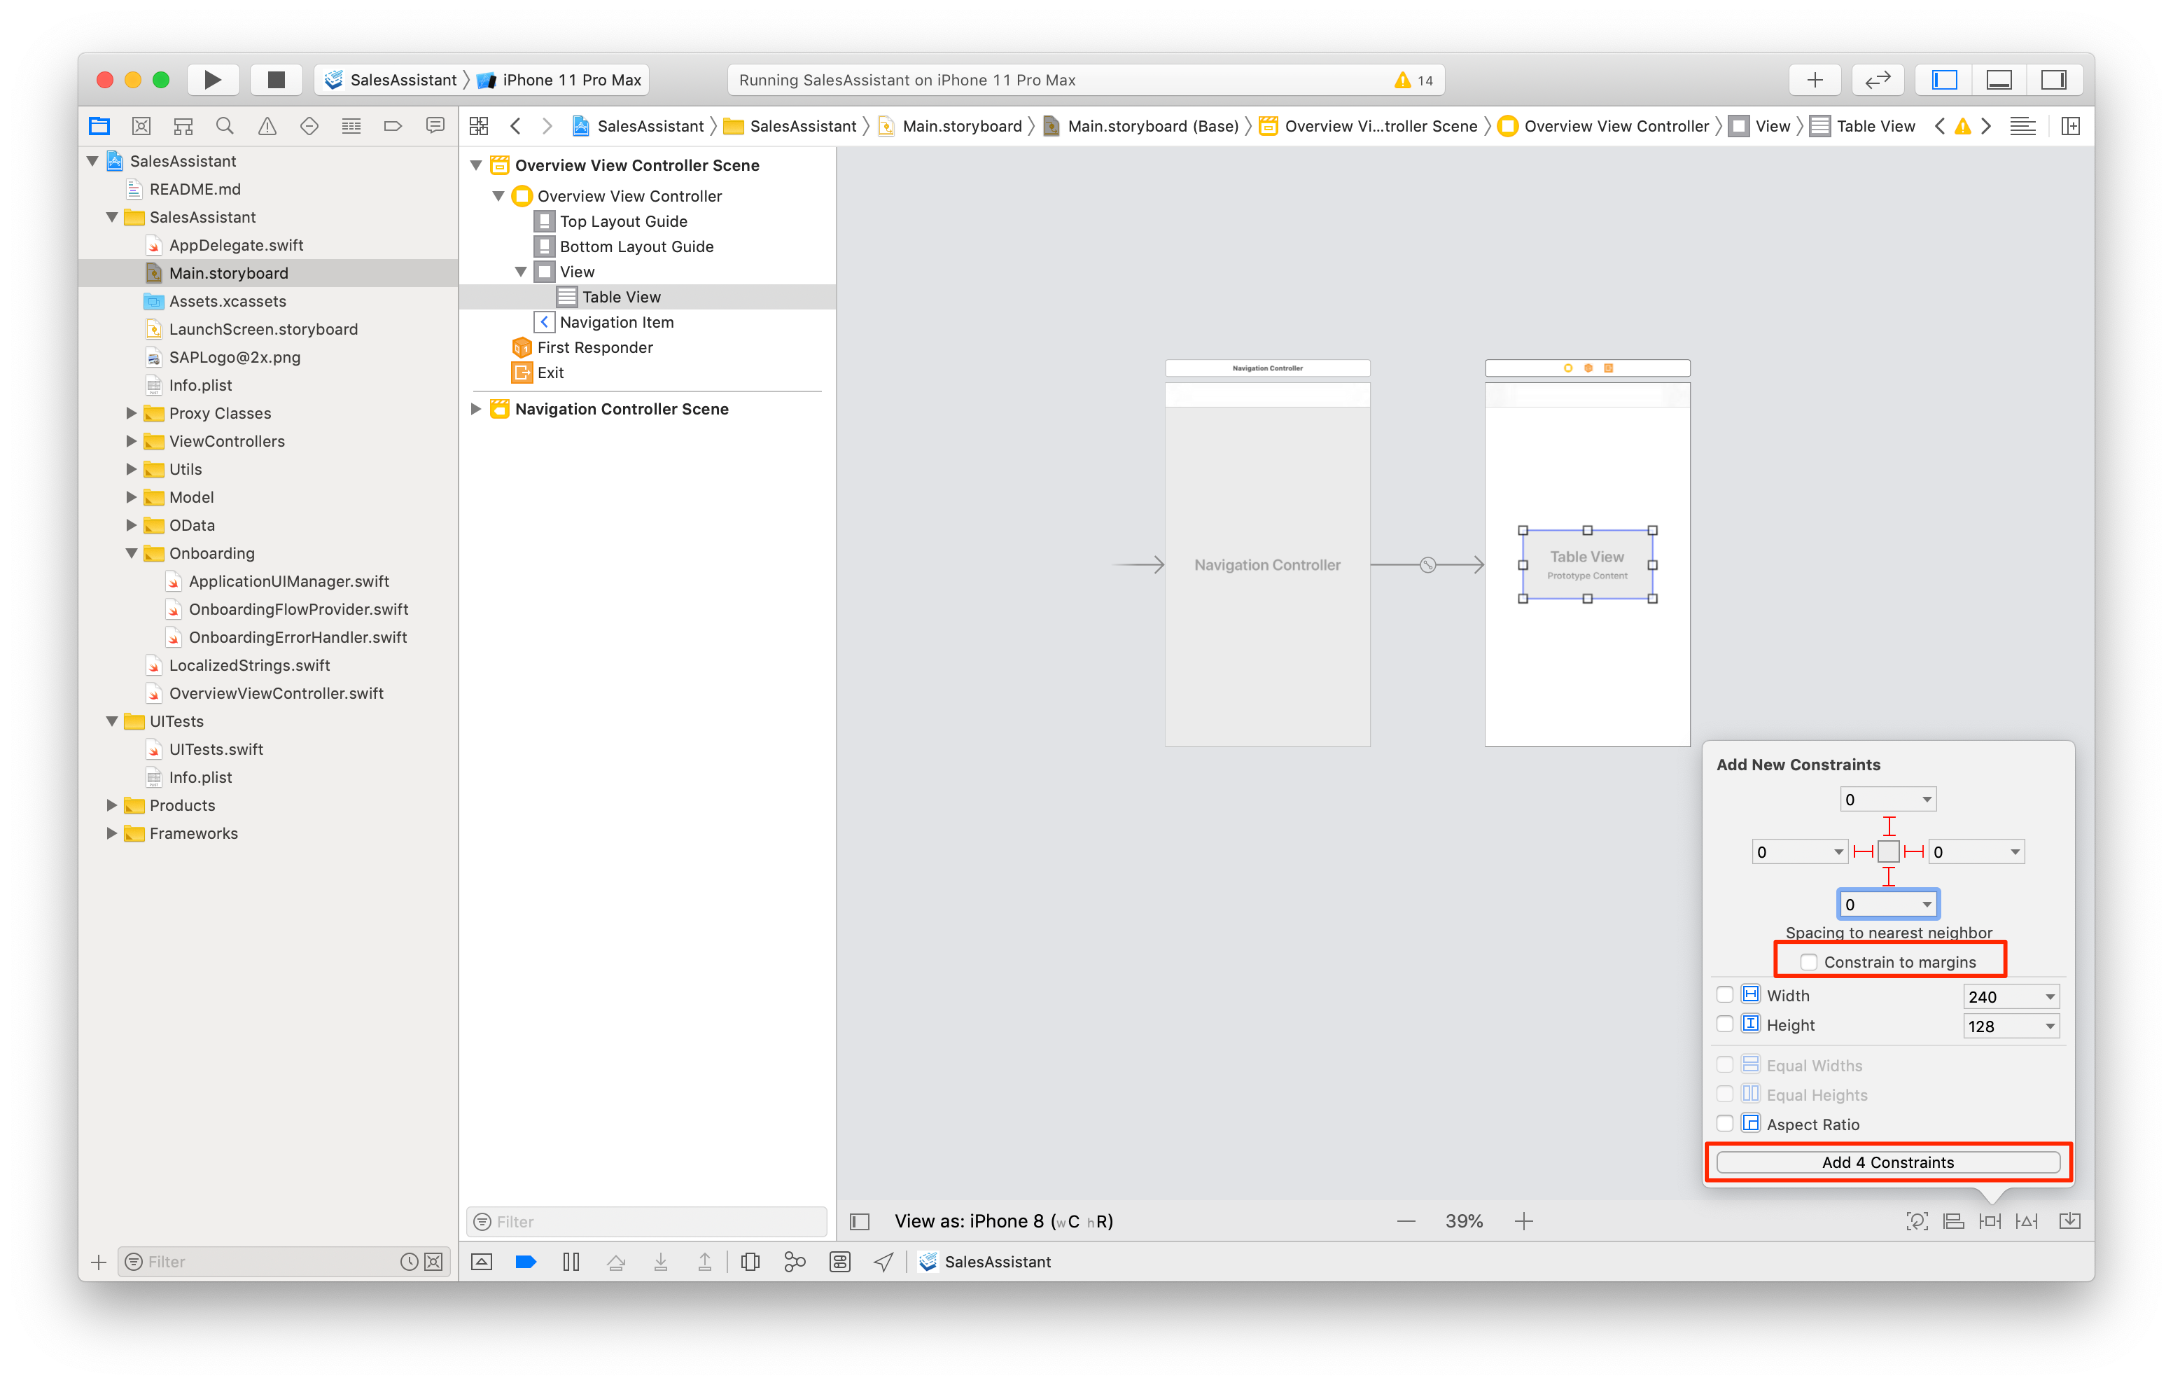 SalesAssistant
iPhone 11 Pro Max
Running SalesAssistant on iPhone 11 Pro Max
14
SalesAssistant
SalesAssistant
Main.storyboard
Main.storyboard (Base)
Overview Vi...troller Scene
Overview View Controller
View
Table View
SalesAssistant
README.md
SalesAssistant
AppDelegate.swift
Main.storyboard
Assets.xcassets
LaunchScreen.storyboard
SAPLogo@2x.png
Info.plist
Proxy Classes
ViewControllers
Utils
Model
OData
Onboarding
ApplicationUIManager.swift
OnboardingFlowProvider.swift
OnboardingErrorHandler.swift
LocalizedStrings.swift
OverviewViewController.swift
UITests
UITests.swift
Info.plist
Products
Frameworks
Filter
Overview View Controller Scene
Overview View Controller
Top Layout Guide
Bottom Layout Guide
View
Table View
Navigation Item
First Responder
Exit
Navigation Controller Scene
Filter
Navigation Controller
Navigation Controller
Table View
Prototype Content
Add New Constraints
0
0
0
0
Spacing to nearest neighbor
Constrain to margins
Width
240
Height
128
Equal Widths
Equal Heights
Aspect Ratio
Add 4 Constraints
View as: iPhone 8 (wC hR)
39%
SalesAssistant